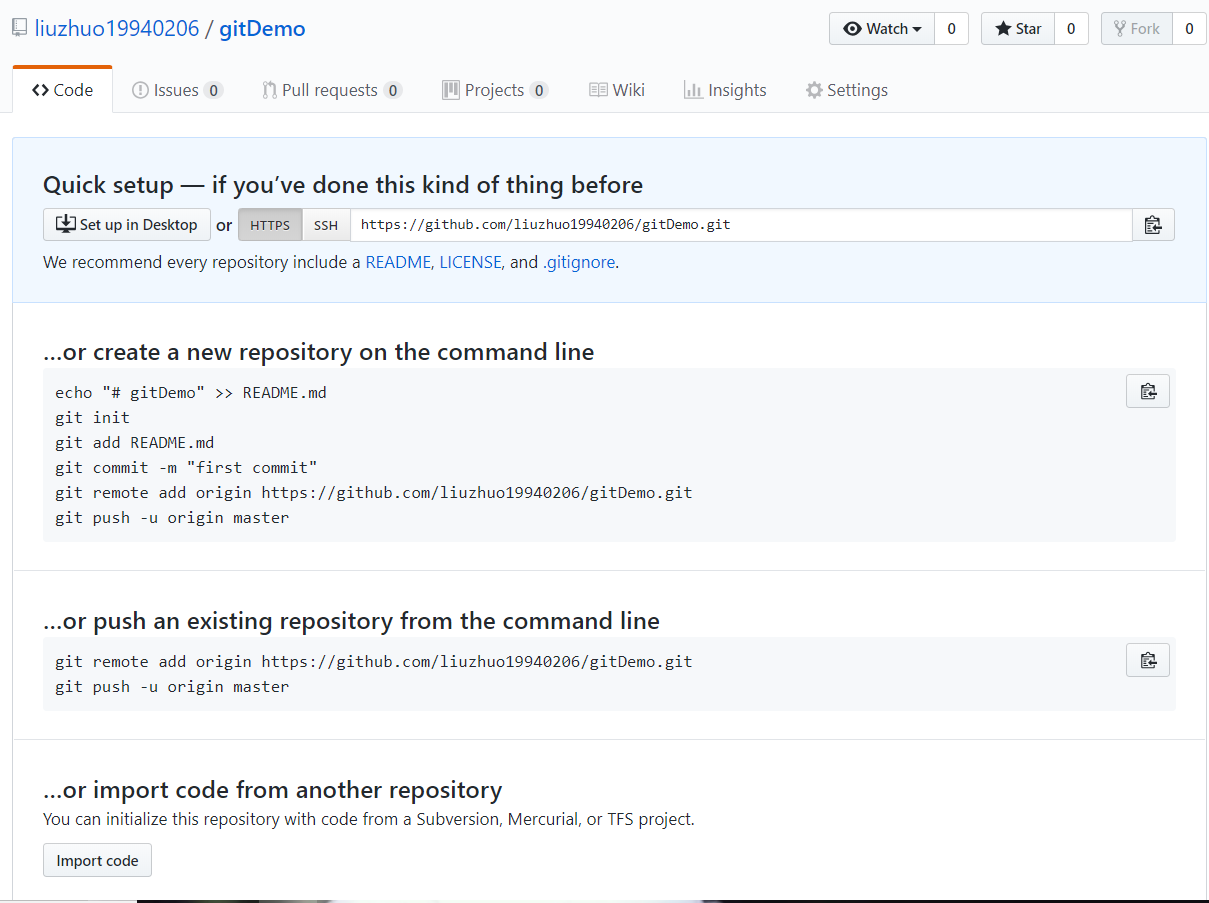 liuzhuo19940206 / gitDemo
Watch 0 Star 0 Fork 0
Code Issues 0 Pull requests 0 Projects 0 Wiki Insights Settings
Quick setup — if you’ve done this kind of thing before
Set up in Desktop or HTTPS SSH https://github.com/liuzhuo19940206/gitDemo.git
We recommend every repository include a README, LICENSE, and .gitignore.
…or create a new repository on the command line
echo "# gitDemo" >> README.md
git init
git add README.md
git commit -m "first commit"
git remote add origin https://github.com/liuzhuo19940206/gitDemo.git
git push -u origin master
…or push an existing repository from the command line
git remote add origin https://github.com/liuzhuo19940206/gitDemo.git
git push -u origin master
…or import code from another repository
You can initialize this repository with code from a Subversion, Mercurial, or TFS project.
Import code